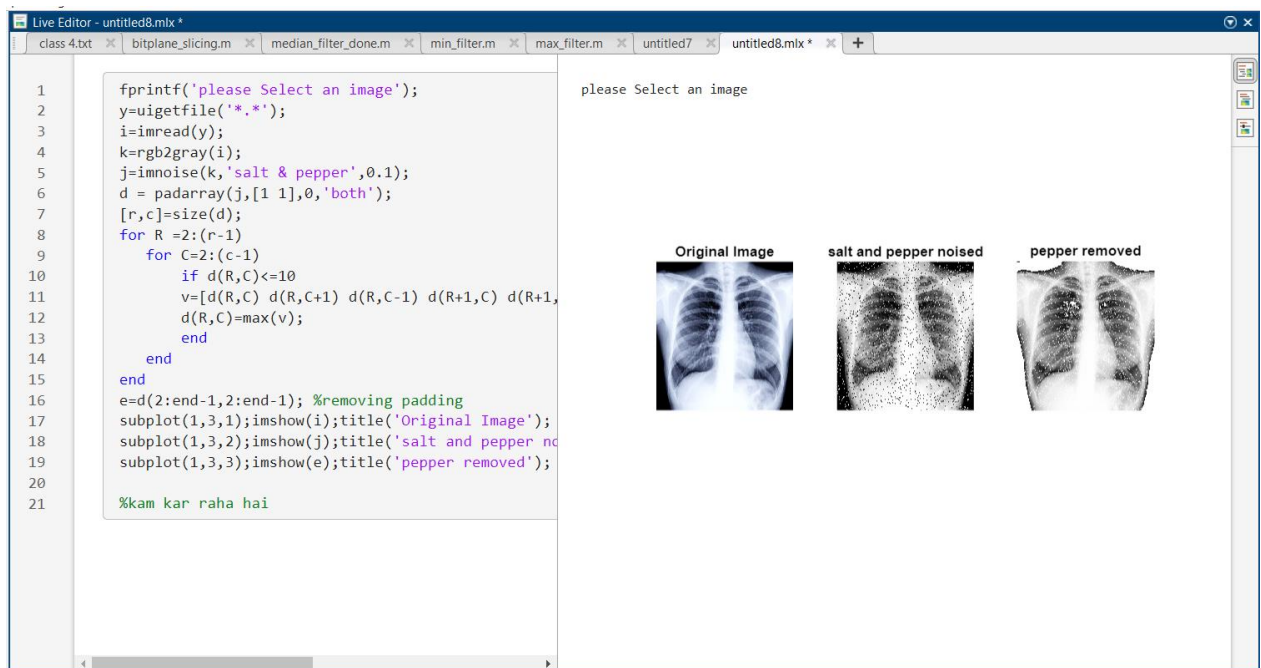 Live Editor - untitled8.mlx *
class 4.txt bitplane_slicing.m median_filter_done.m min_filter.m max_filter.m untitled7 untitled8.mlx * +
1 fprintf('please Select an image');
2 y=uigetfile('*.*');
3 i=imread(y);
4 k=rgb2gray(i);
5 j=imnoise(k,'salt & pepper',0.1);
6 d = padarray(j,[1 1],0,'both');
7 [r,c]=size(d);
8 for R =2:(r-1)
9 for C=2:(c-1)
10 if d(R,C)<=10
11 v=[d(R,C) d(R,C+1) d(R,C-1) d(R+1,C) d(R+1,
12 d(R,C)=max(v);
13 end
14 end
15 end
16 e=d(2:end-1,2:end-1); %removing padding
17 subplot(1,3,1);imshow(i);title('Original Image');
18 subplot(1,3,2);imshow(j);title('salt and pepper no
19 subplot(1,3,3);imshow(e);title('pepper removed');
20
21 %kam kar raha hai
please Select an image
Original Image salt and pepper noised pepper removed